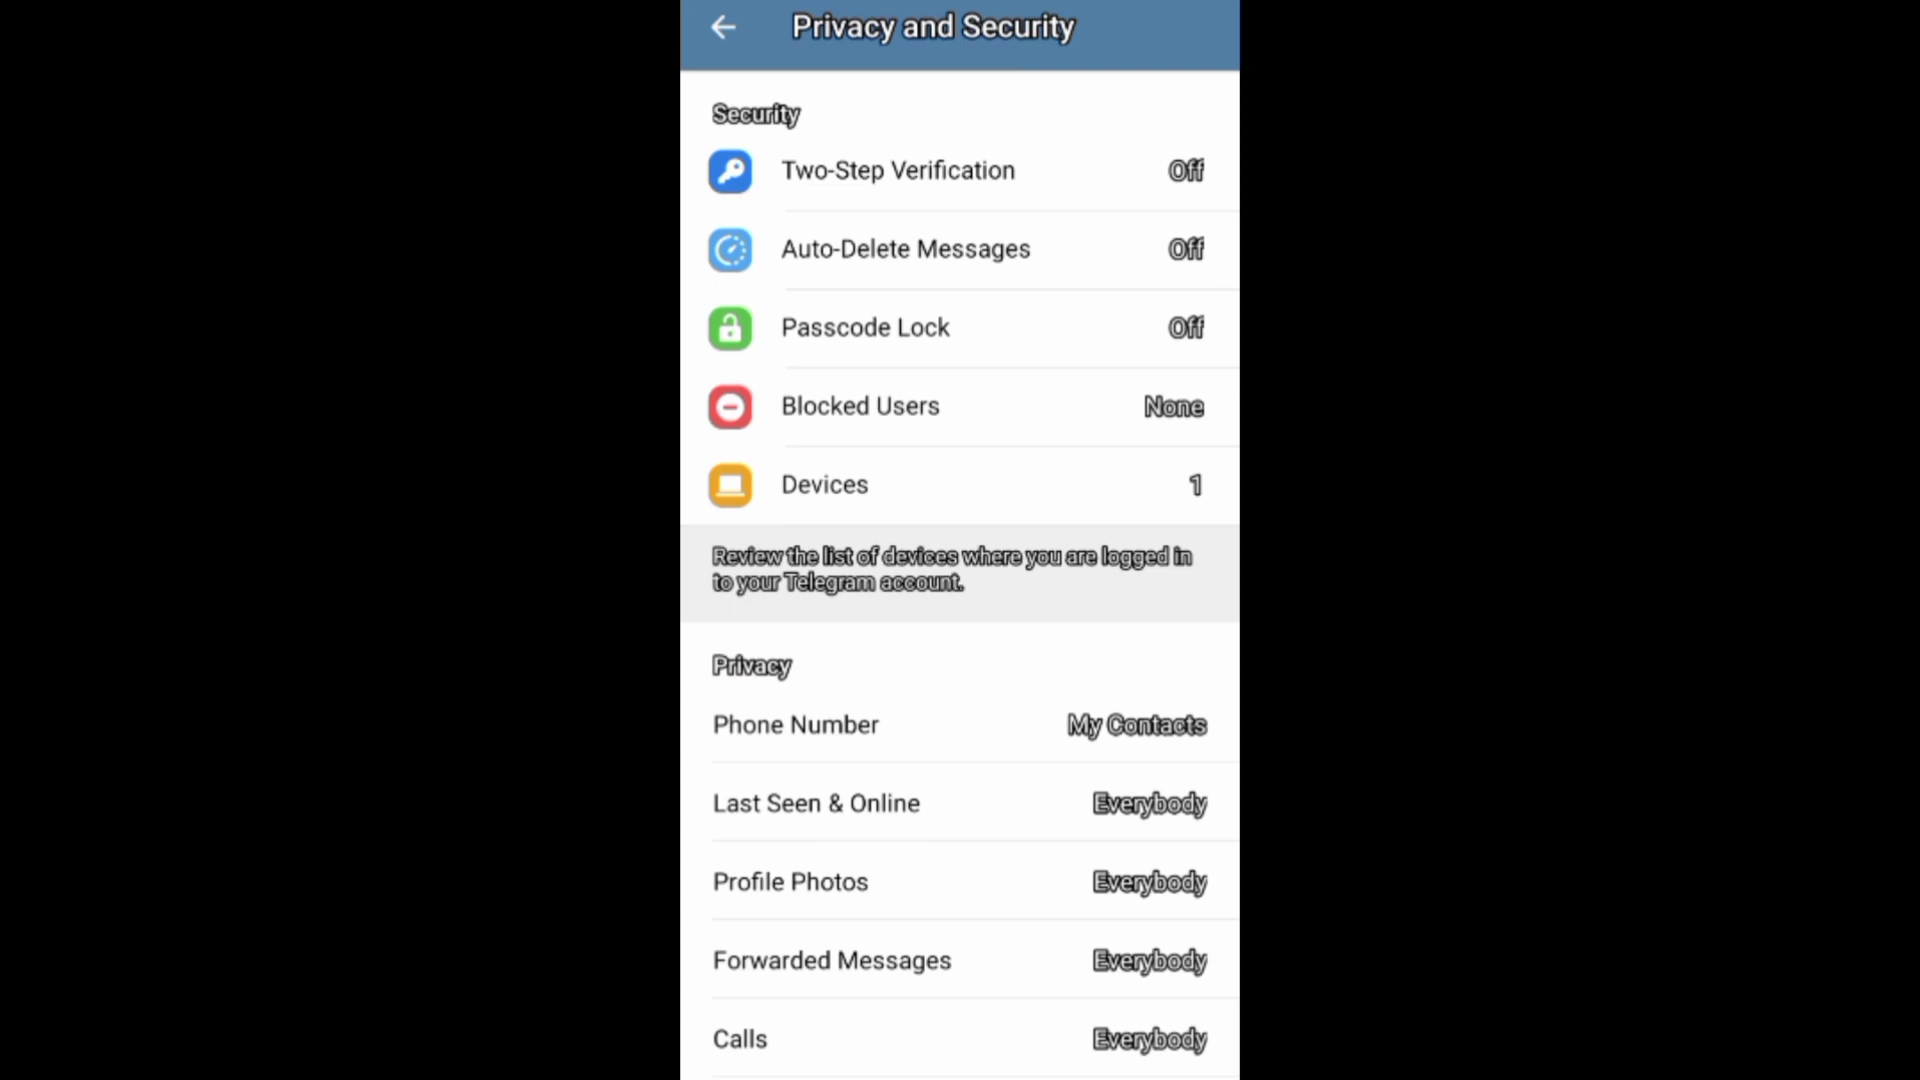 Privacy and Security
Security
Two-Step Verification Off
Auto-Delete Messages Off
Passcode Lock Off
Blocked Users None
Devices 1
Review the list of devices where you are logged in
to your Telegram account.
Privacy
Phone Number My Contacts
Last Seen & Online Everybody
Profile Photos Everybody
Forwarded Messages Everybody
Calls Everybody